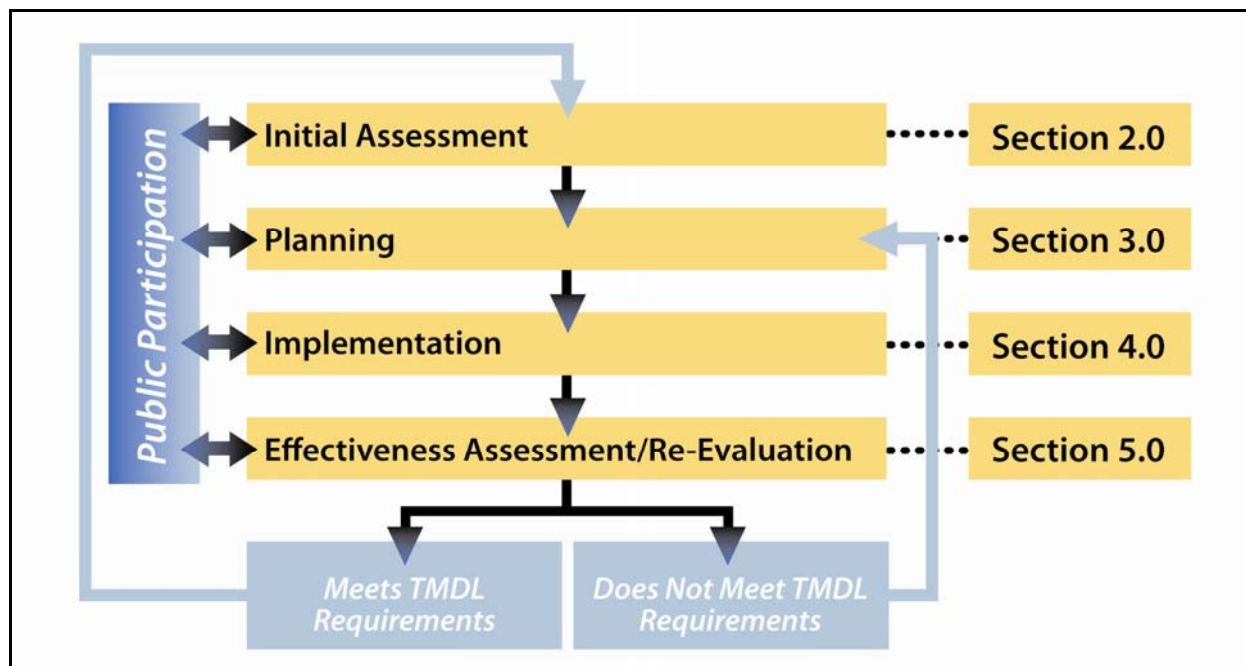 Public Participation
Initial Assessment
Section 2.0
Planning
Section 3.0
Implementation
Section 4.0
Effectiveness Assessment/Re-Evaluation
Section 5.0
Meets TMDL
Requirements
Does Not Meet TMDL
Requirements